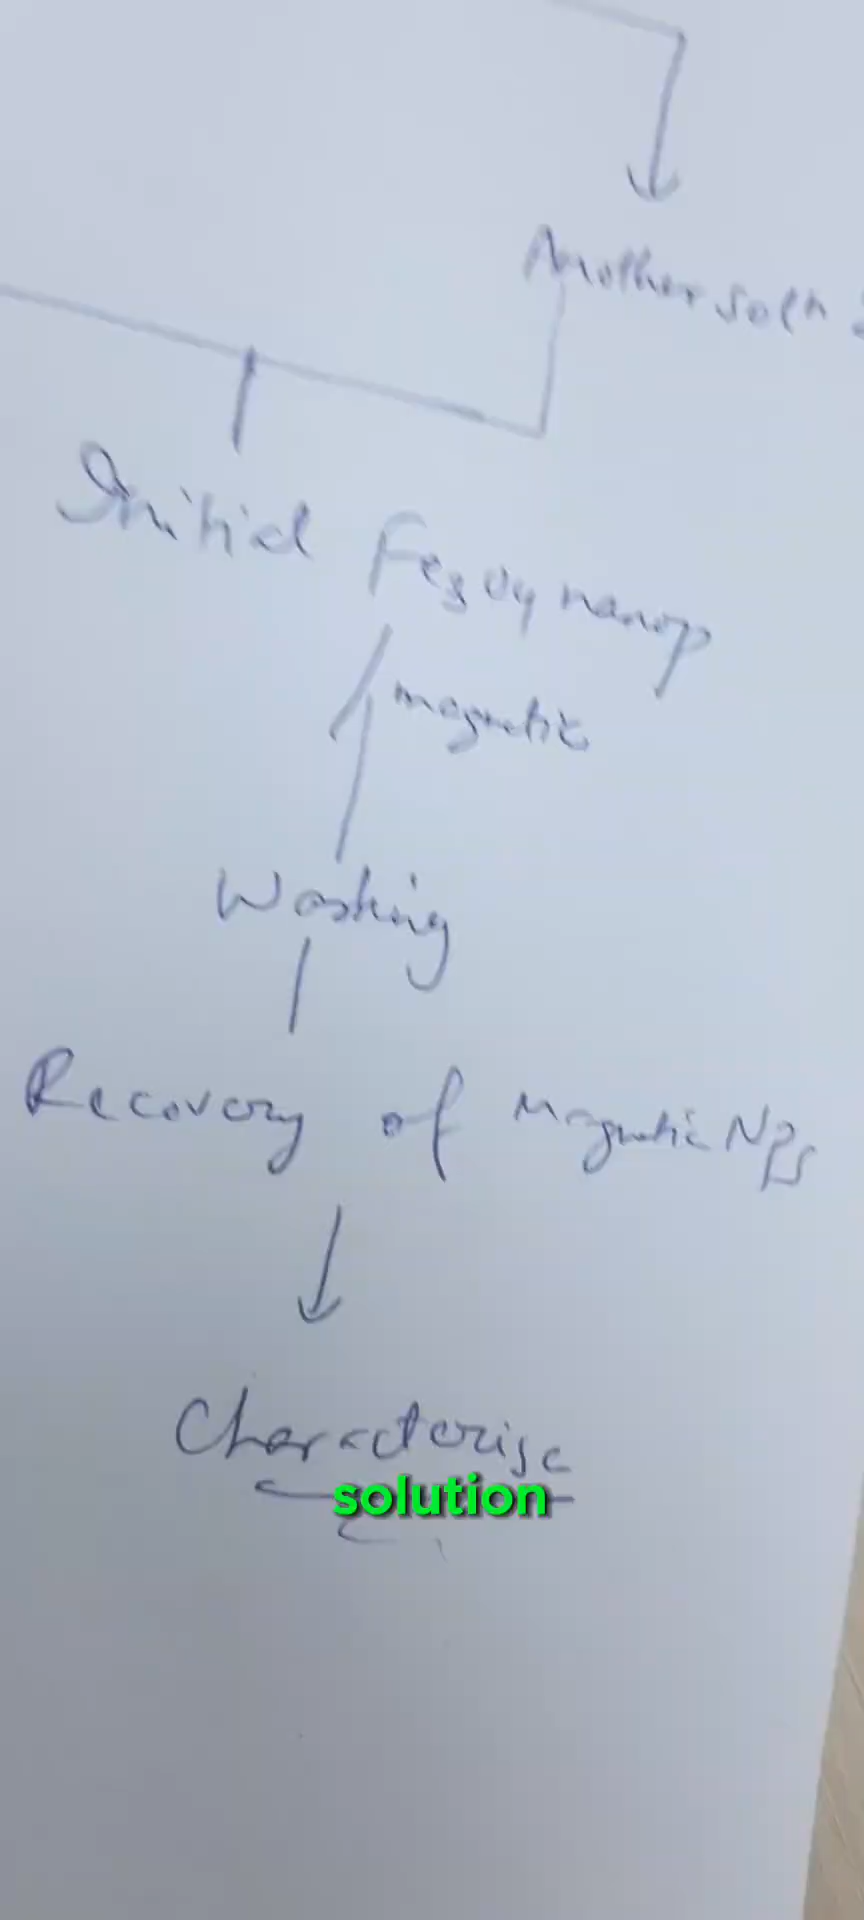 Another soln
Initial Fe3O4 nanop
magnetic
Washing
Recovery of Magnetic NPs
Characterise
solution